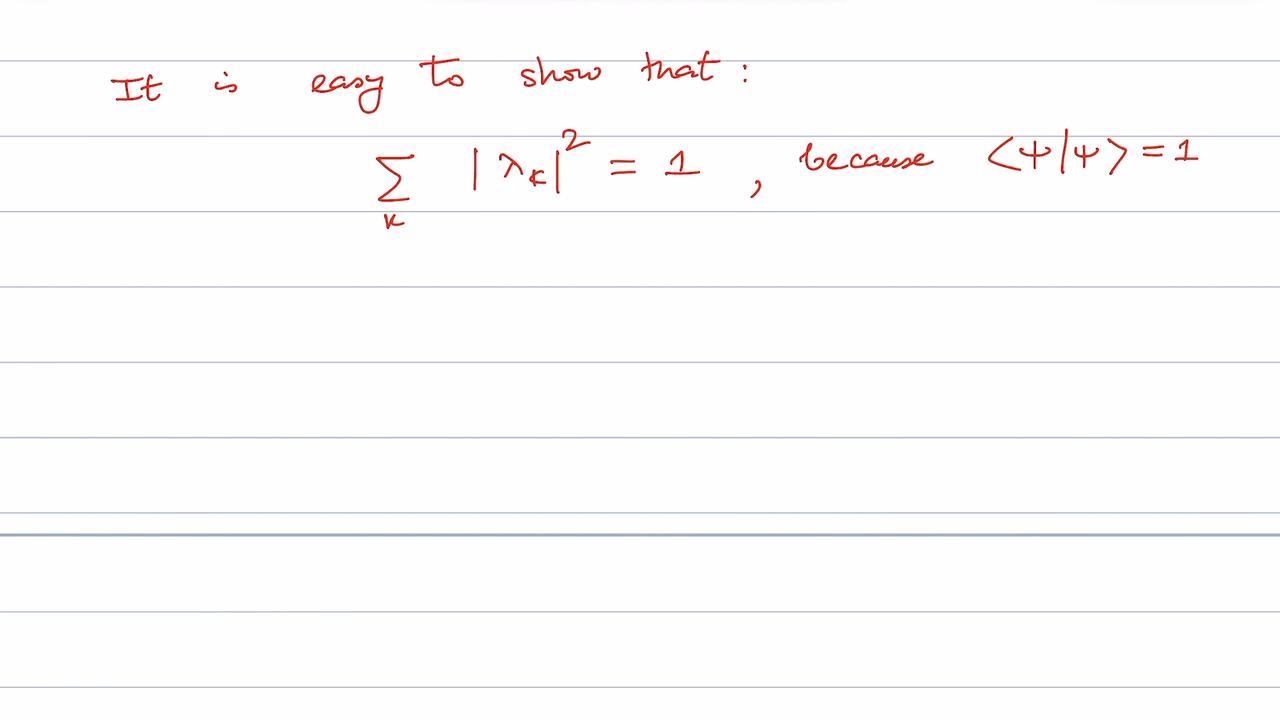 It is easy to show that :
∑ₖ |λₖ|² = 1 , because ⟨Ψ|Ψ⟩ = 1